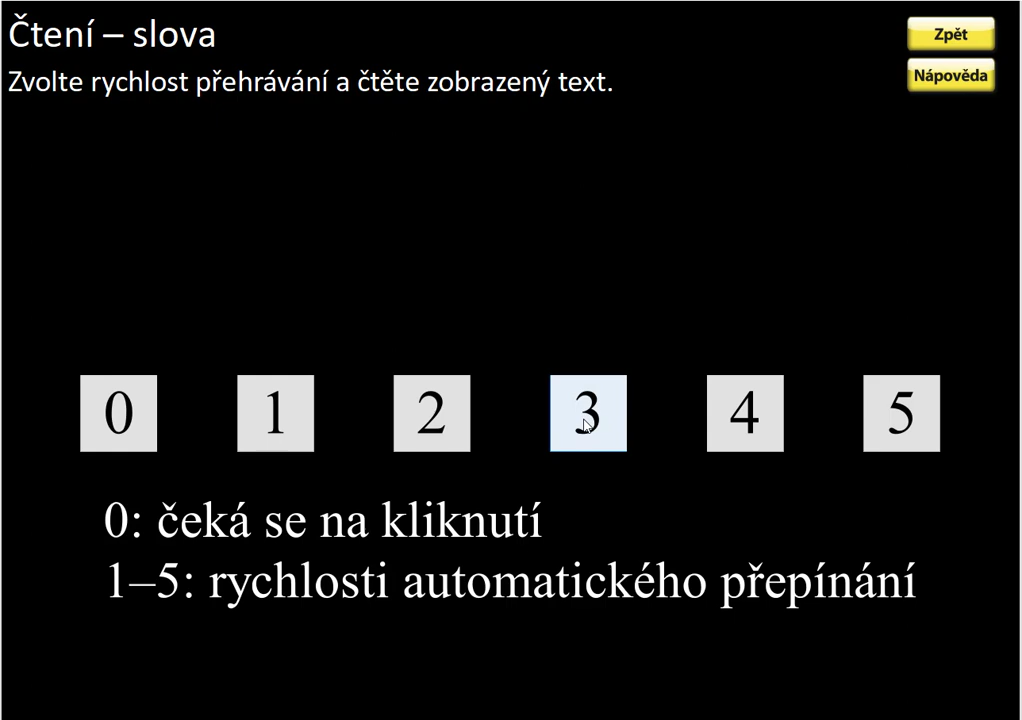 Čtení – slova
Zpět
Zvolte rychlost přehrávání a čtěte zobrazený text.
Nápověda
0 1 2 3 4 5
0: čeká se na kliknutí
1–5: rychlosti automatického přepínání